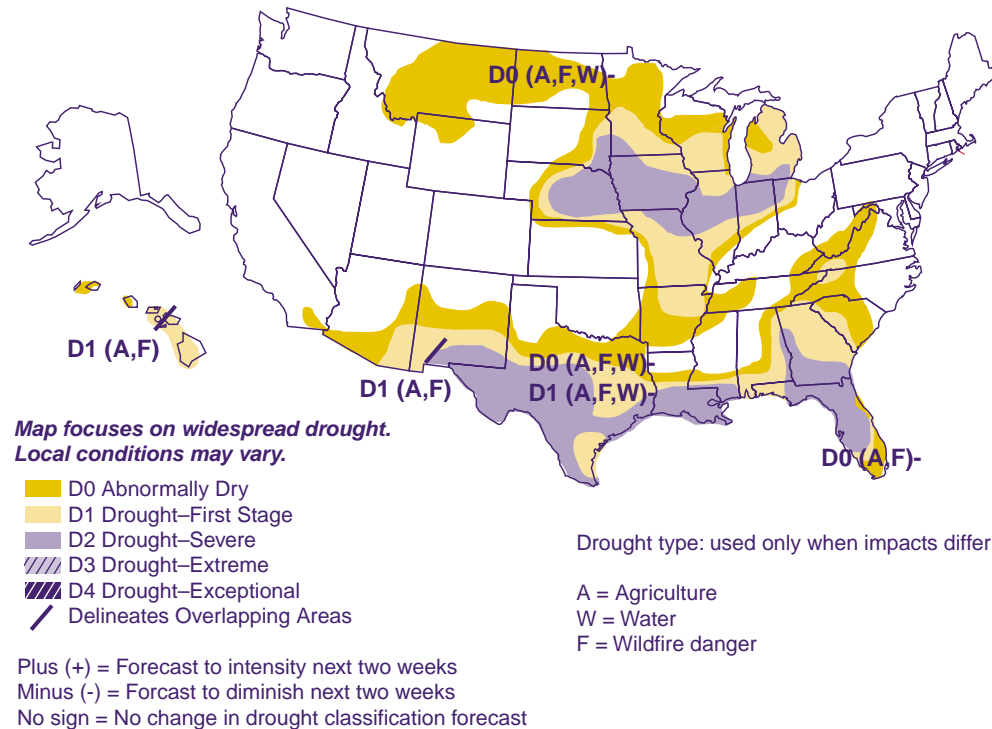 D0 (A,F,W)-
D1 (A,F)
D1 (A,F)
D0 (A,F,W)-
D1 (A,F,W)-
D0 (A,F)-
Map focuses on widespread drought.
Local conditions may vary.
D0 Abnormally Dry
D1 Drought–First Stage
D2 Drought–Severe
D3 Drought–Extreme
D4 Drought–Exceptional
Delineates Overlapping Areas
Plus (+) = Forecast to intensity next two weeks
Minus (-) = Forcast to diminish next two weeks
No sign = No change in drought classification forecast
Drought type: used only when impacts differ
A = Agriculture
W = Water
F = Wildfire danger